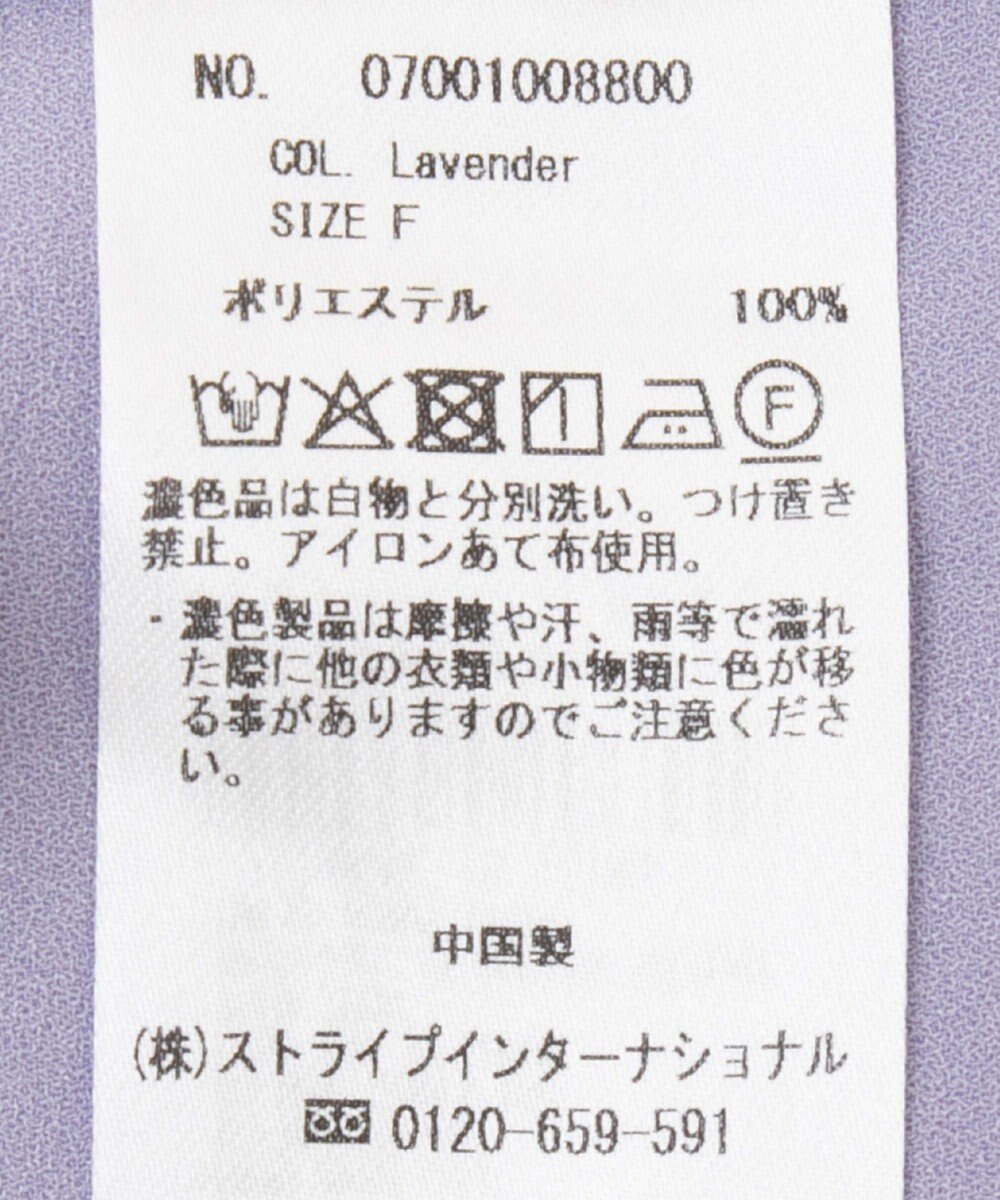 NO. 07001008800
COL. Lavender
SIZE F
ポリエステル 100%
F
濃色品は白物と分別洗い。つけ置き
禁止。アイロンあて布使用。
・濃色製品は摩擦や汗、雨等で濡れ
た際に他の衣類や小物類に色が移
る事がありますのでご注意くださ
い。
中国製
(株)ストライプインターナショナル
0120-659-591